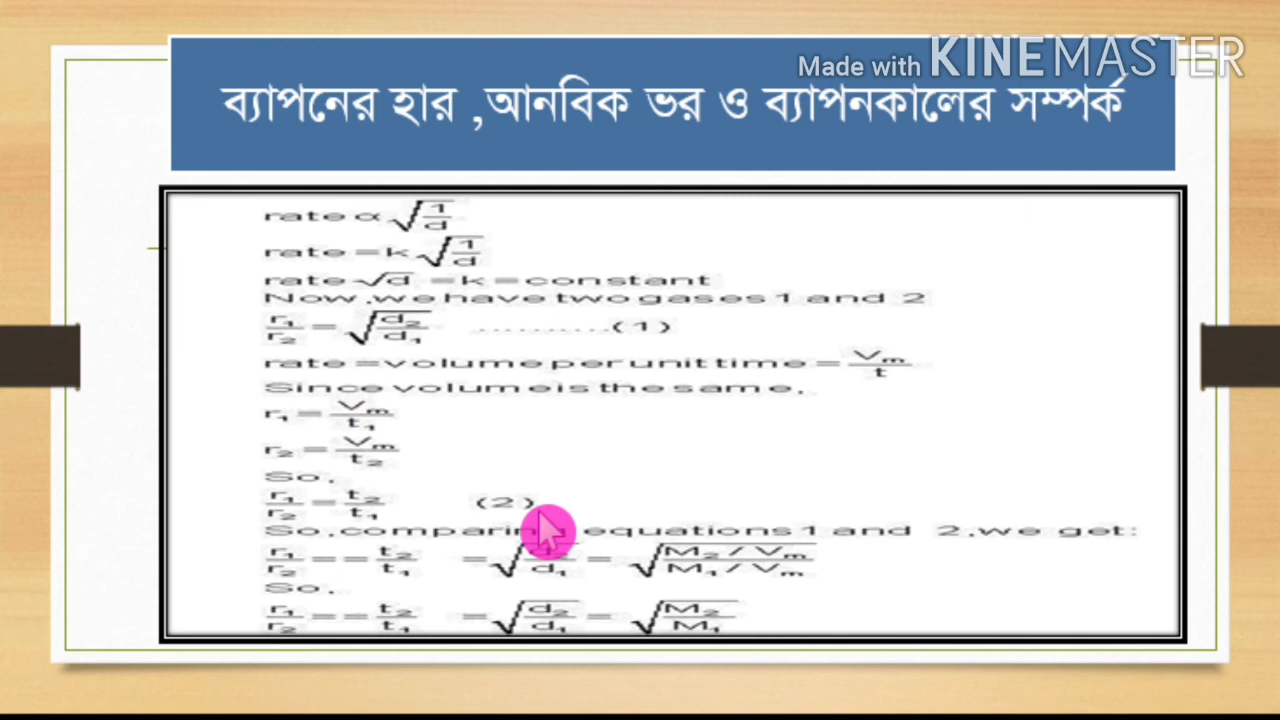 Made with KINEMASTER
ব্যাপনের হার ,আনবিক ভর ও ব্যাপনকালের সম্পর্ক
rate α √(1/d)
rate = k √(1/d)
rate √d = k = constant
Now ,we have two gases 1 and 2
r₁/r₂ = √(d₂/d₁) ..........(1)
rate = volume per unit time = Vₘ/t
Since volume is the same,
r₁ = Vₘ/t₁
r₂ = Vₘ/t₂
So,
r₁/r₂ = t₂/t₁ (2)
So, comparing equations 1 and 2, we get:
r₁/r₂ == t₂/t₁ = √(d₂/d₁) = √(M₂/Vₘ / M₁/Vₘ)
So,
r₁/r₂ == t₂/t₁ = √(d₂/d₁) = √(M₂/M₁)